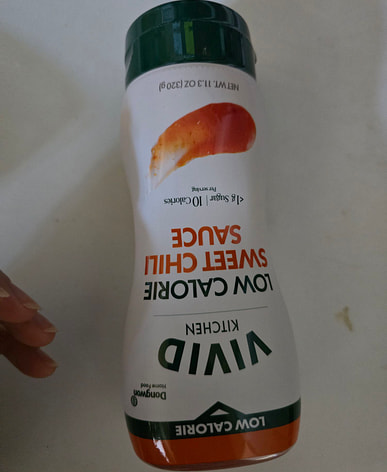 LOW CALORIE
Dongwon
Home Food
VIVID
KITCHEN
LOW CALORIE
SWEET CHILI
SAUCE
<1g Sugar | 10 Calories
Per serving
NET WT. 11.3 OZ (320g)